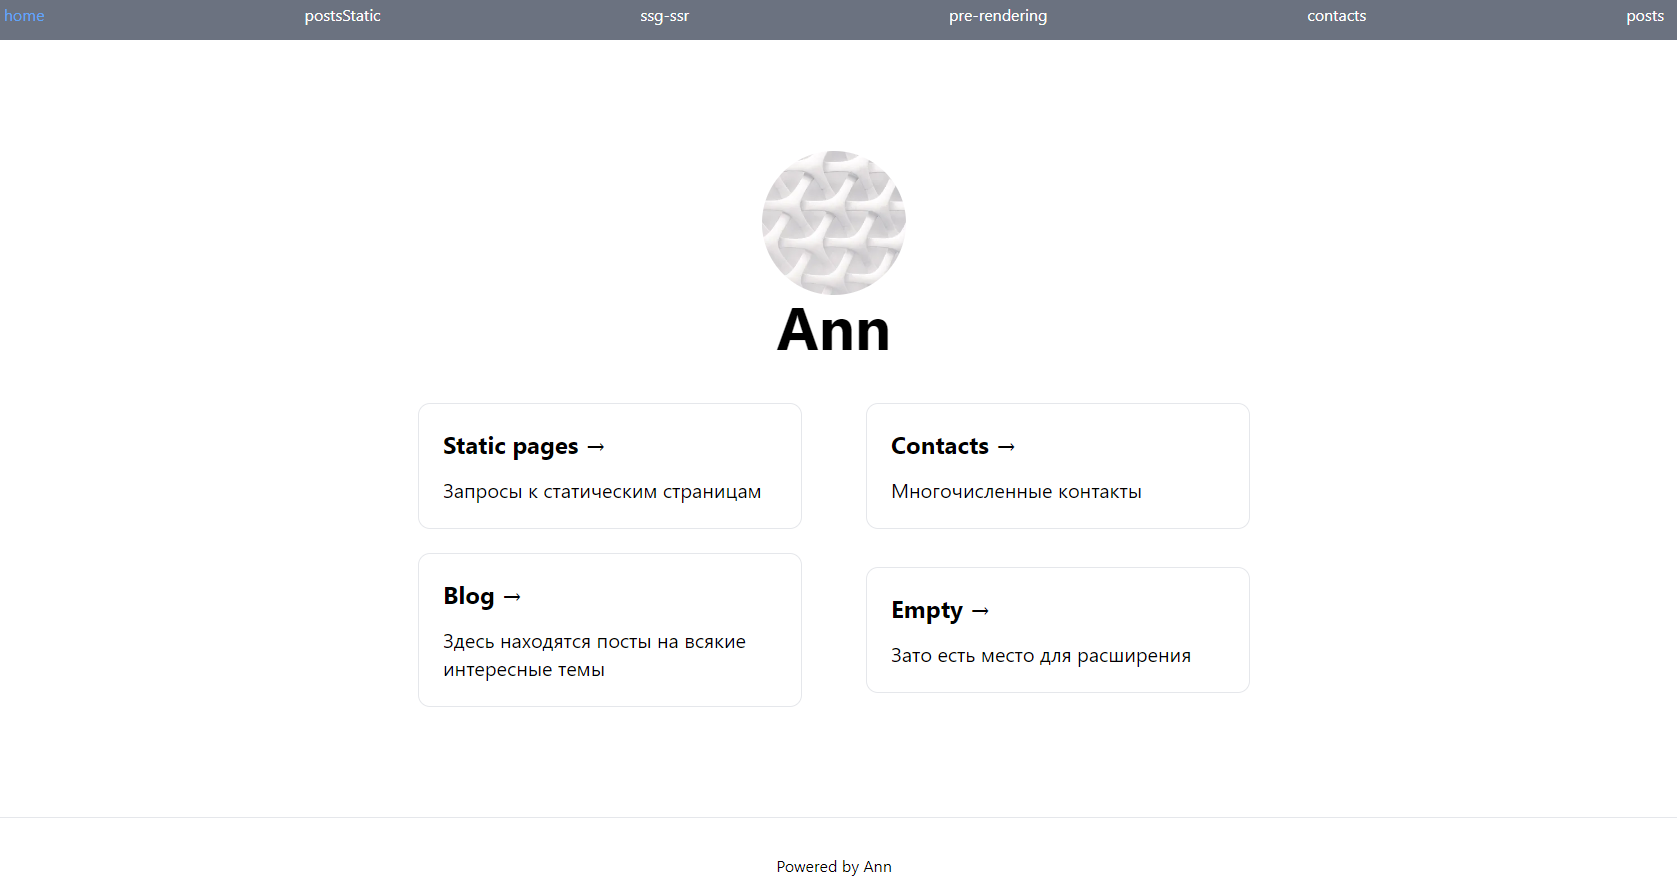 home postsStatic ssg-ssr pre-rendering contacts posts
Ann
Static pages →
Запросы к статическим страницам
Contacts →
Многочисленные контакты
Blog →
Здесь находятся посты на всякие
интересные темы
Empty →
Зато есть место для расширения
Powered by Ann